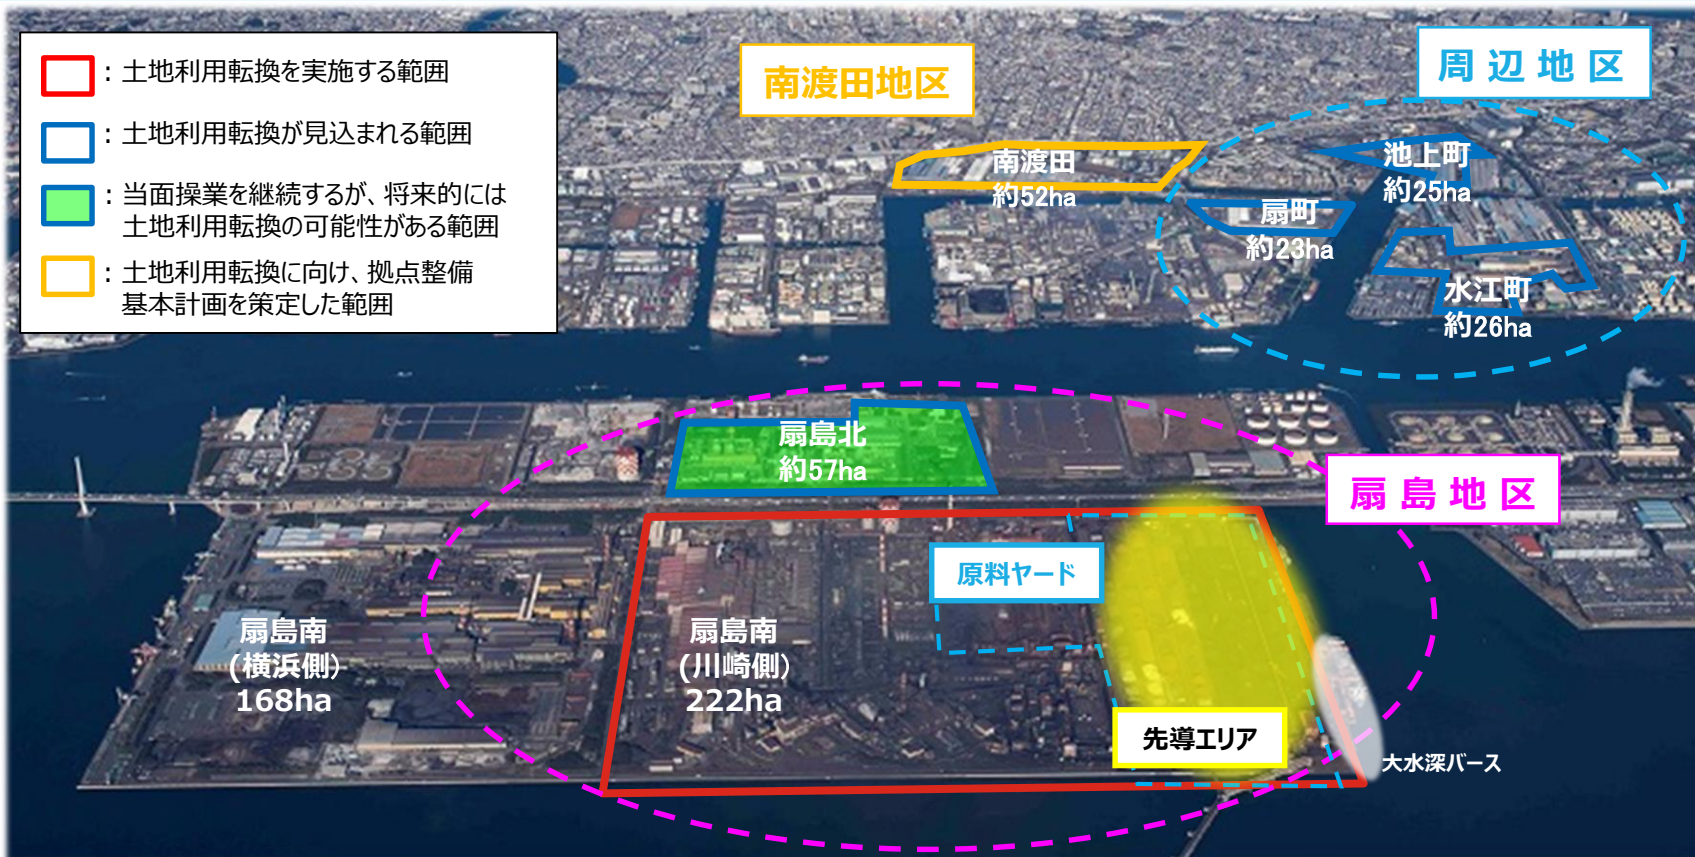 ：土地利用転換を実施する範囲
：土地利用転換が見込まれる範囲
：当面操業を継続するが、将来的には
土地利用転換の可能性がある範囲
：土地利用転換に向け、拠点整備
基本計画を策定した範囲
南渡田地区
周辺地区
南渡田
約52ha
池上町
約25ha
扇町
約23ha
水江町
約26ha
扇島北
約57ha
扇島地区
原料ヤード
扇島南
(横浜側)
168ha
扇島南
(川崎側)
222ha
先導エリア
大水深バース